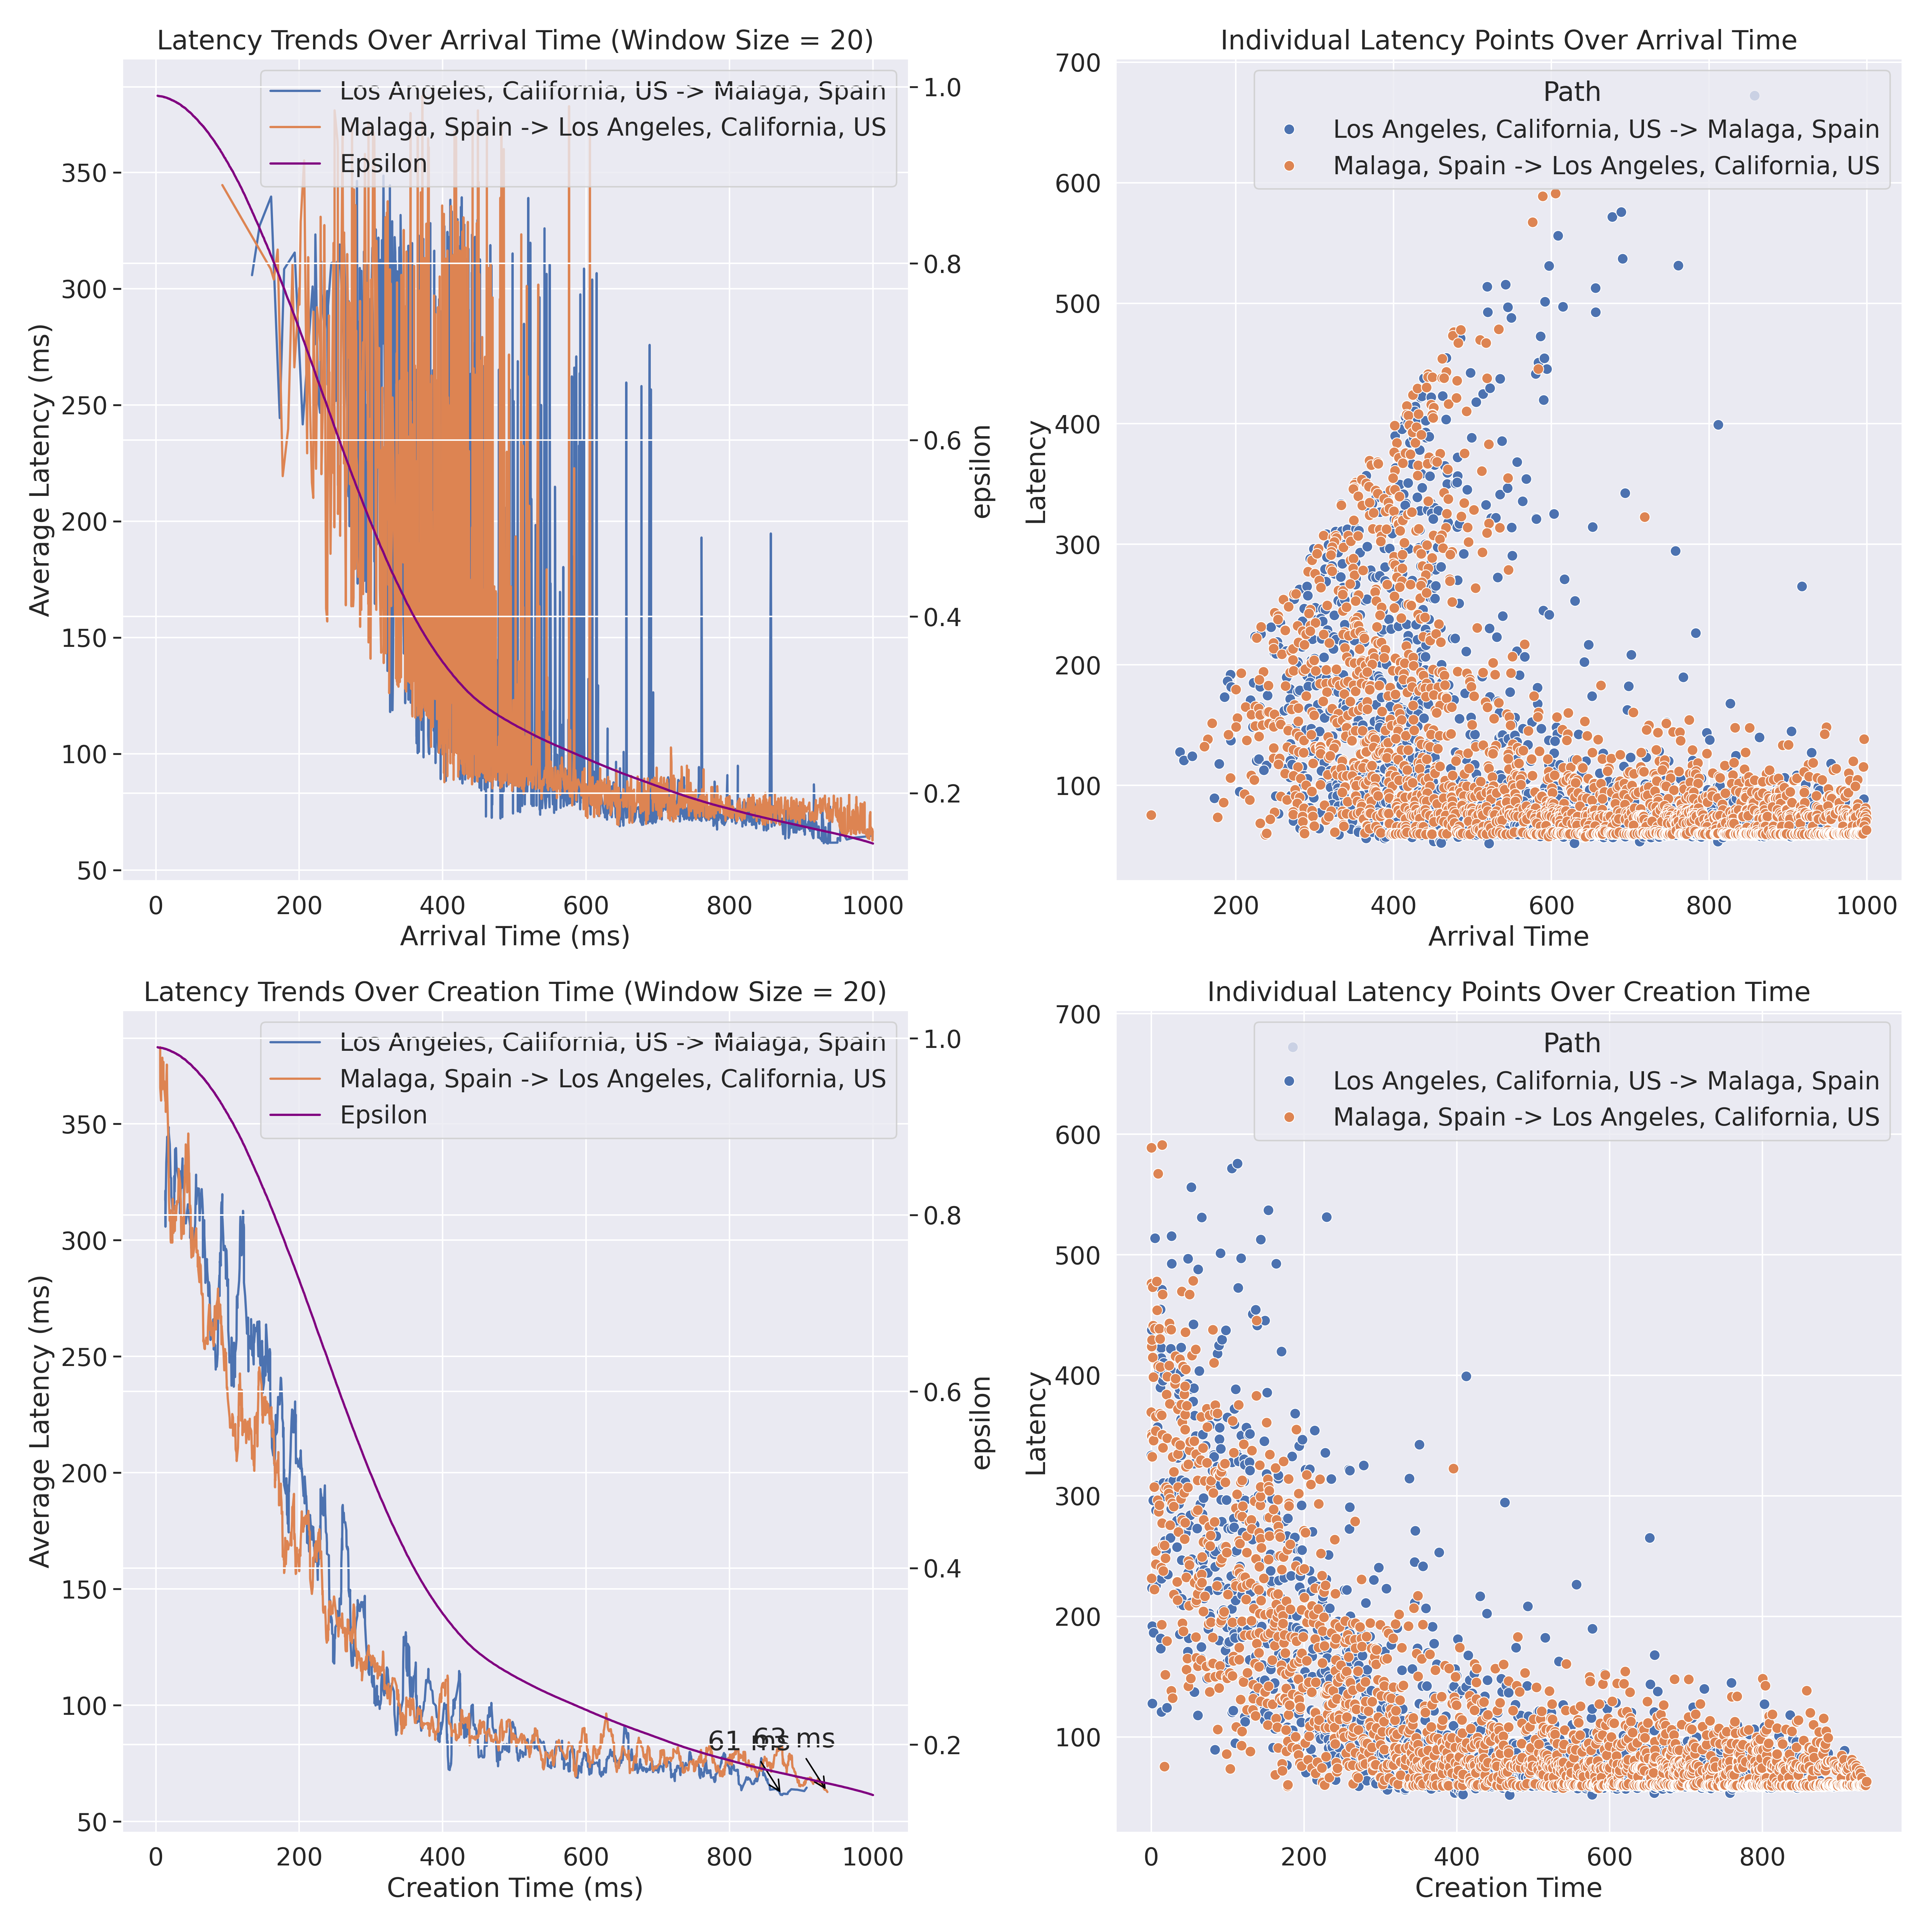 Latency Trends Over Arrival Time (Window Size = 20)
Los Angeles, California, US -> Malaga, Spain
Malaga, Spain -> Los Angeles, California, US
Epsilon
350
300
250
200
150
100
50
Average Latency (ms)
1.0
0.8
0.6
0.4
0.2
epsilon
0 200 400 600 800 1000
Arrival Time (ms)
Individual Latency Points Over Arrival Time
Path
Los Angeles, California, US -> Malaga, Spain
Malaga, Spain -> Los Angeles, California, US
700
600
500
400
300
200
100
Latency
200 400 600 800 1000
Arrival Time
Latency Trends Over Creation Time (Window Size = 20)
Los Angeles, California, US -> Malaga, Spain
Malaga, Spain -> Los Angeles, California, US
Epsilon
350
300
250
200
150
100
50
Average Latency (ms)
1.0
0.8
0.6
0.4
0.2
epsilon
61 ms
63 ms
0 200 400 600 800 1000
Creation Time (ms)
Individual Latency Points Over Creation Time
Path
Los Angeles, California, US -> Malaga, Spain
Malaga, Spain -> Los Angeles, California, US
700
600
500
400
300
200
100
Latency
0 200 400 600 800
Creation Time